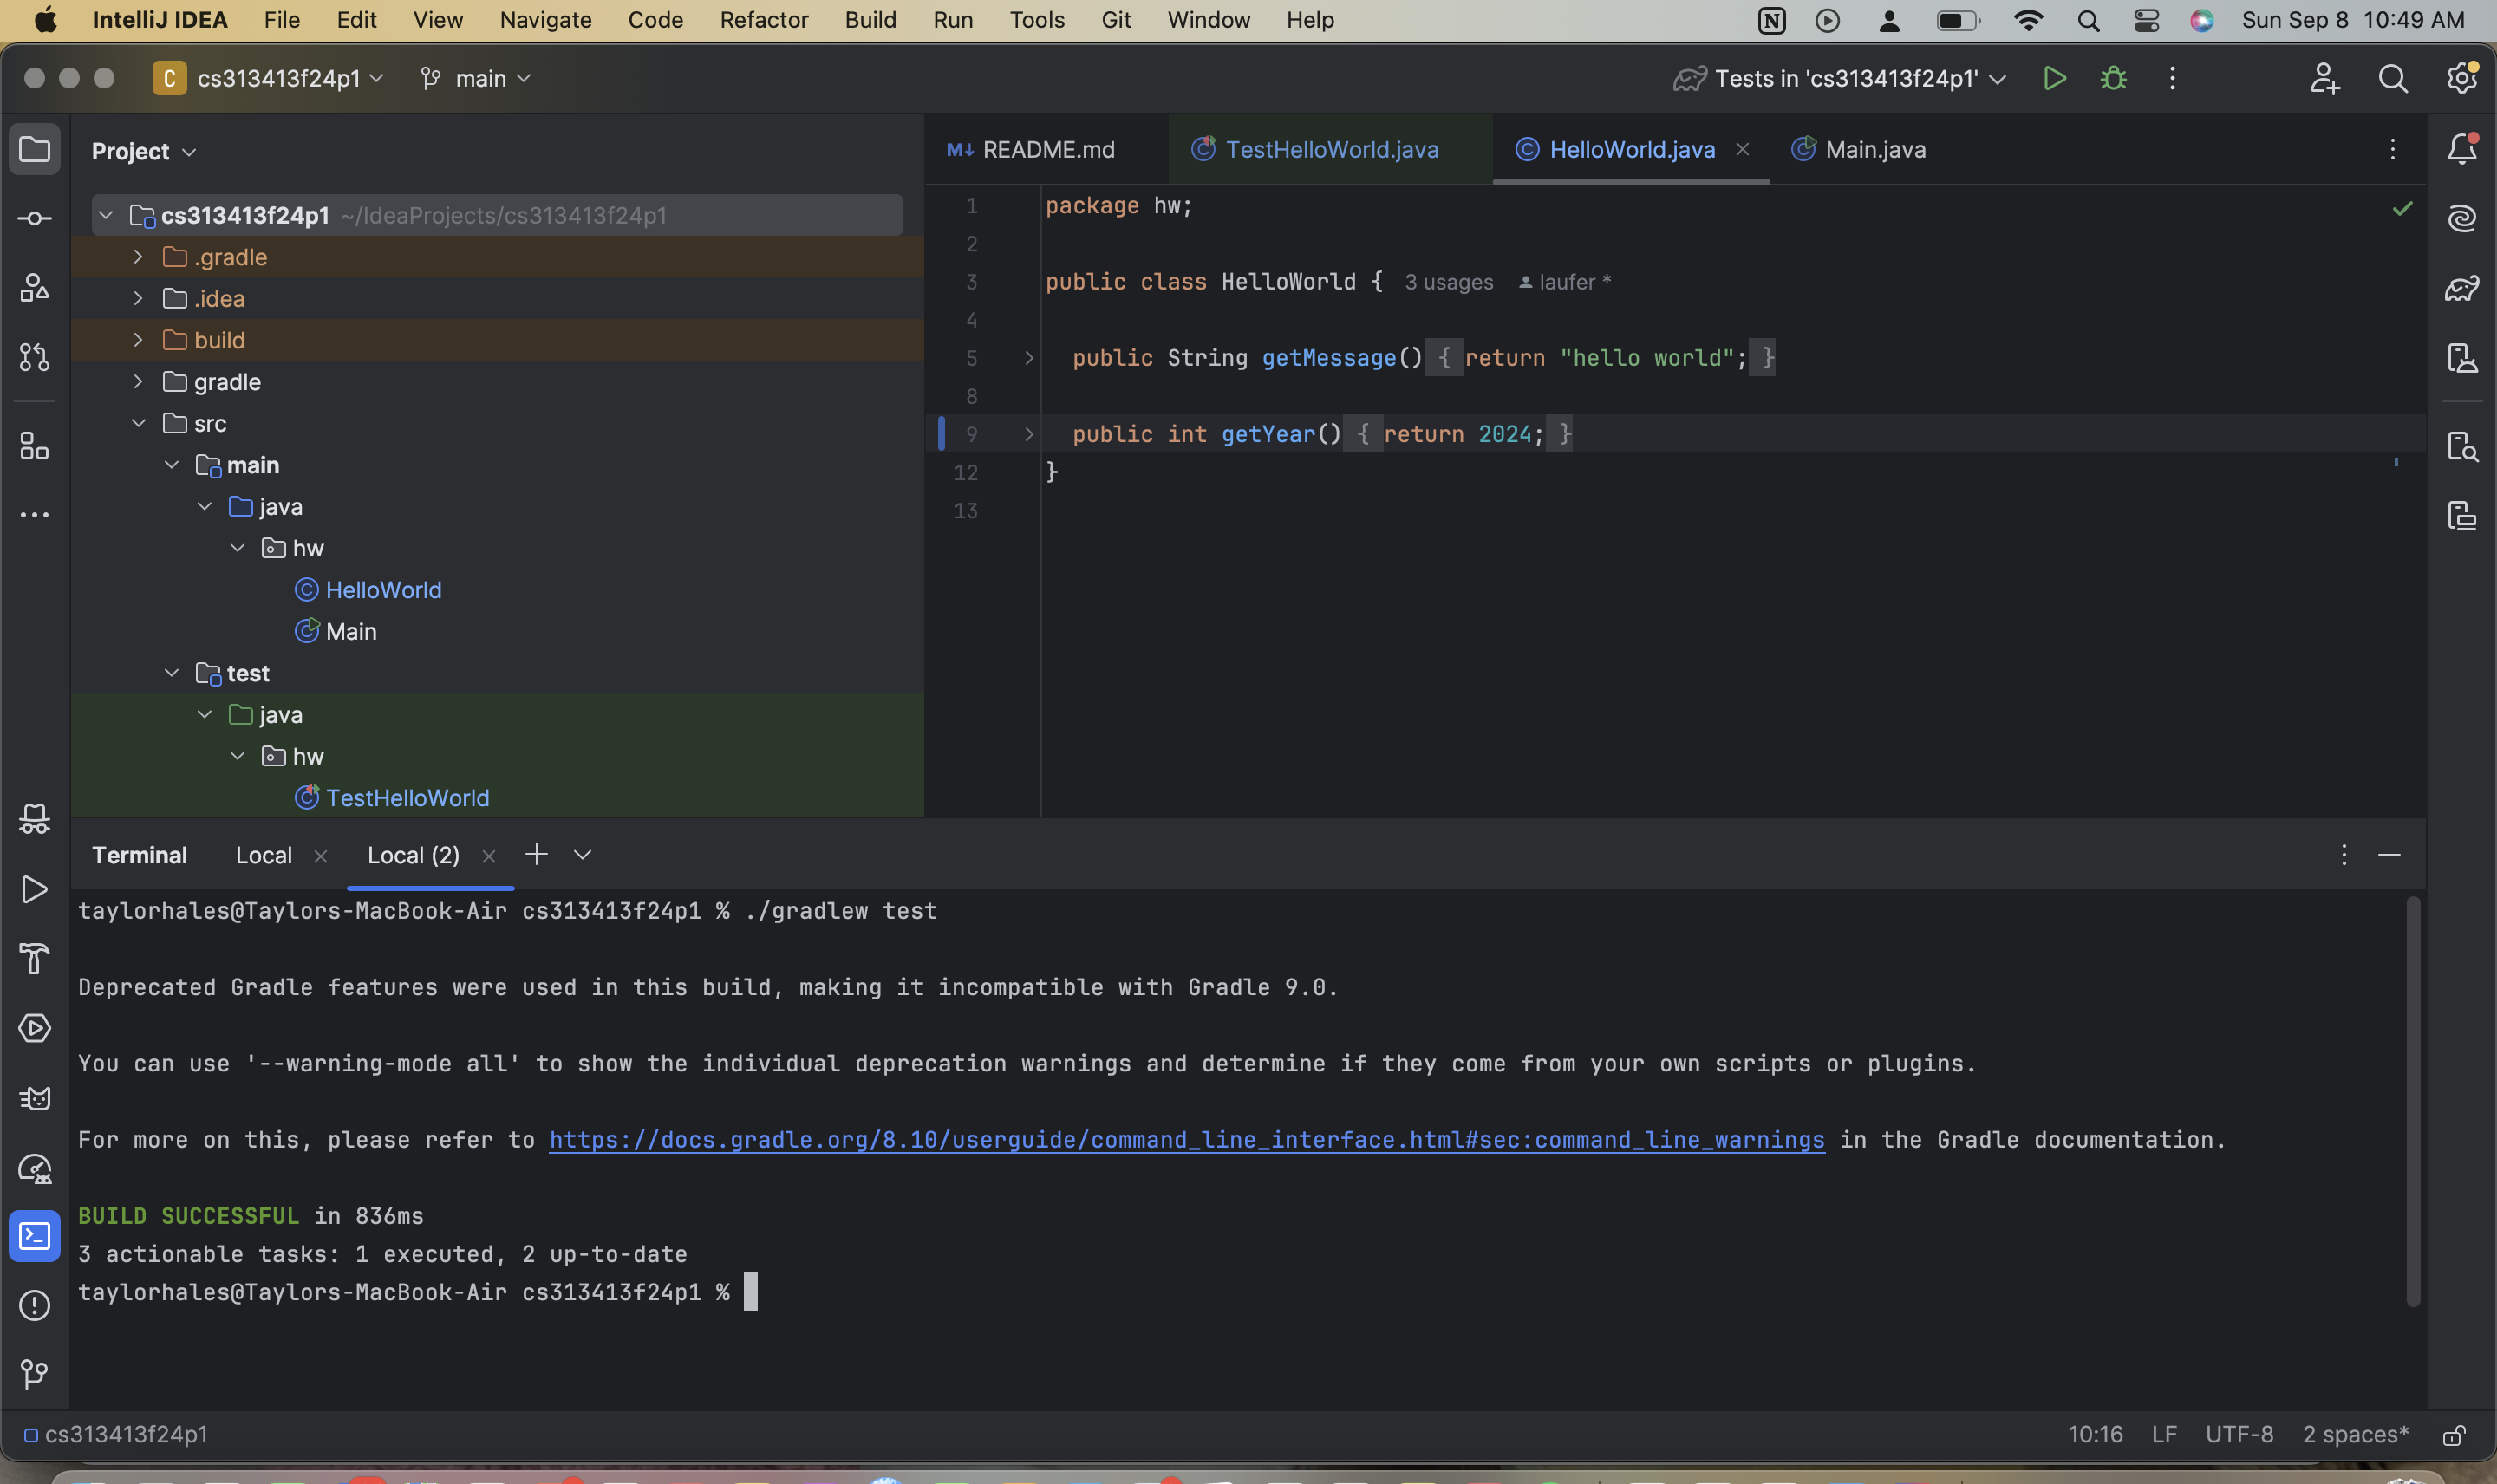 IntelliJ IDEA File Edit View Navigate Code Refactor Build Run Tools Git Window Help Sun Sep 8 10:49 AM
C cs313413f24p1 main Tests in 'cs313413f24p1'
Project
README.md TestHelloWorld.java HelloWorld.java Main.java
cs313413f24p1 ~/IdeaProjects/cs313413f24p1
.gradle
.idea
build
gradle
src
main
java
hw
HelloWorld
Main
test
java
hw
TestHelloWorld
1 package hw;
2
3 public class HelloWorld { 3 usages laufer *
4
5 public String getMessage() { return "hello world"; }
8
9 public int getYear() { return 2024; }
12 }
13
Terminal Local Local (2)
taylorhales@Taylors-MacBook-Air cs313413f24p1 % ./gradlew test
Deprecated Gradle features were used in this build, making it incompatible with Gradle 9.0.
You can use '--warning-mode all' to show the individual deprecation warnings and determine if they come from your own scripts or plugins.
For more on this, please refer to https://docs.gradle.org/8.10/userguide/command_line_interface.html#sec:command_line_warnings in the Gradle documentation.
BUILD SUCCESSFUL in 836ms
3 actionable tasks: 1 executed, 2 up-to-date
taylorhales@Taylors-MacBook-Air cs313413f24p1 %
cs313413f24p1 10:16 LF UTF-8 2 spaces*